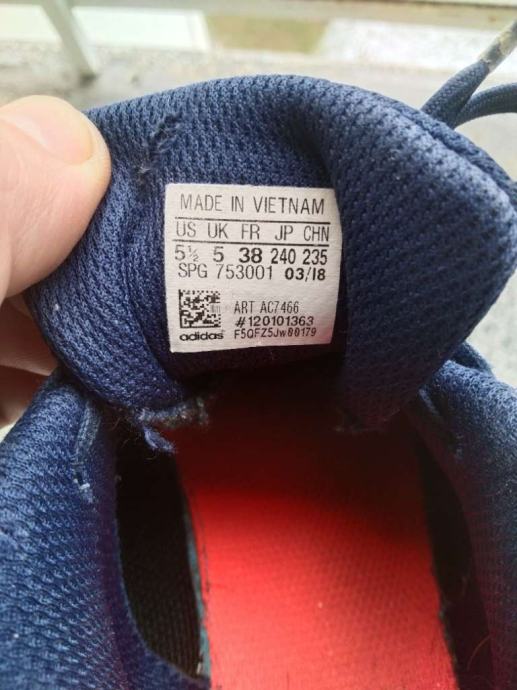 MADE IN VIETNAM
US UK FR JP CHN
5½ 5 38 240 235
SPG 753001 03/18
ART AC7466
#120101363
adidas F5QFZ5Jw00179